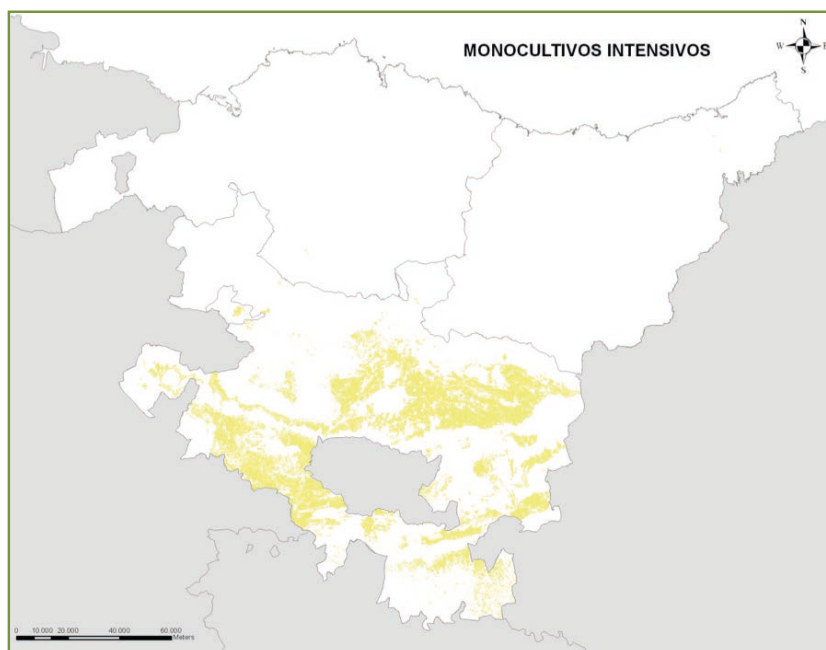 MONOCULTIVOS INTENSIVOS
N
W E
S
0 10.000 20.000 40.000 60.000
Meters